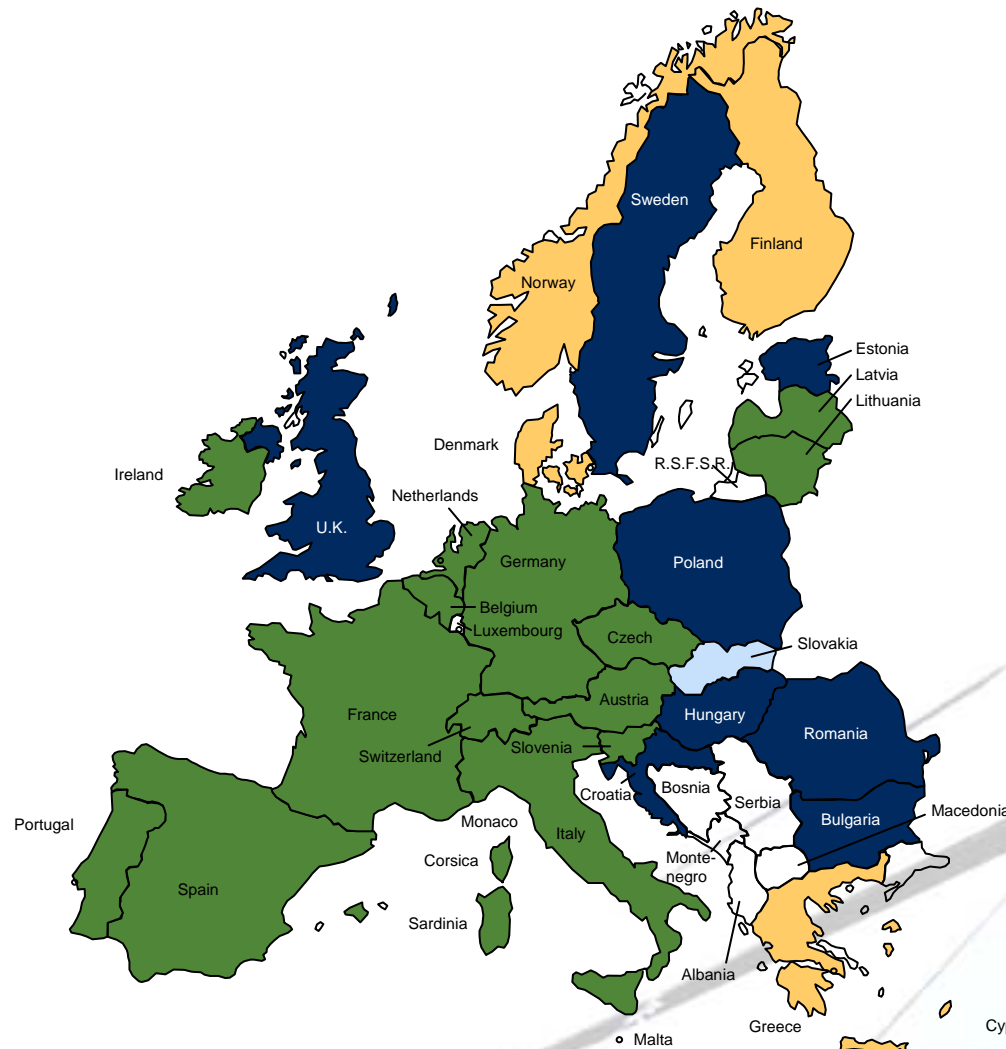 Sweden
Finland
Norway
Estonia
Latvia
Lithuania
Denmark
R.S.F.S.R.
Ireland
Netherlands
U.K.
Germany
Poland
Belgium
Luxembourg
Czech
Slovakia
Austria
France
Hungary
Switzerland
Slovenia
Romania
Croatia
Bosnia
Serbia
Macedonia
Bulgaria
Portugal
Monaco
Italy
Corsica
Monte-
negro
Spain
Sardinia
Albania
Greece
Malta
Cyp